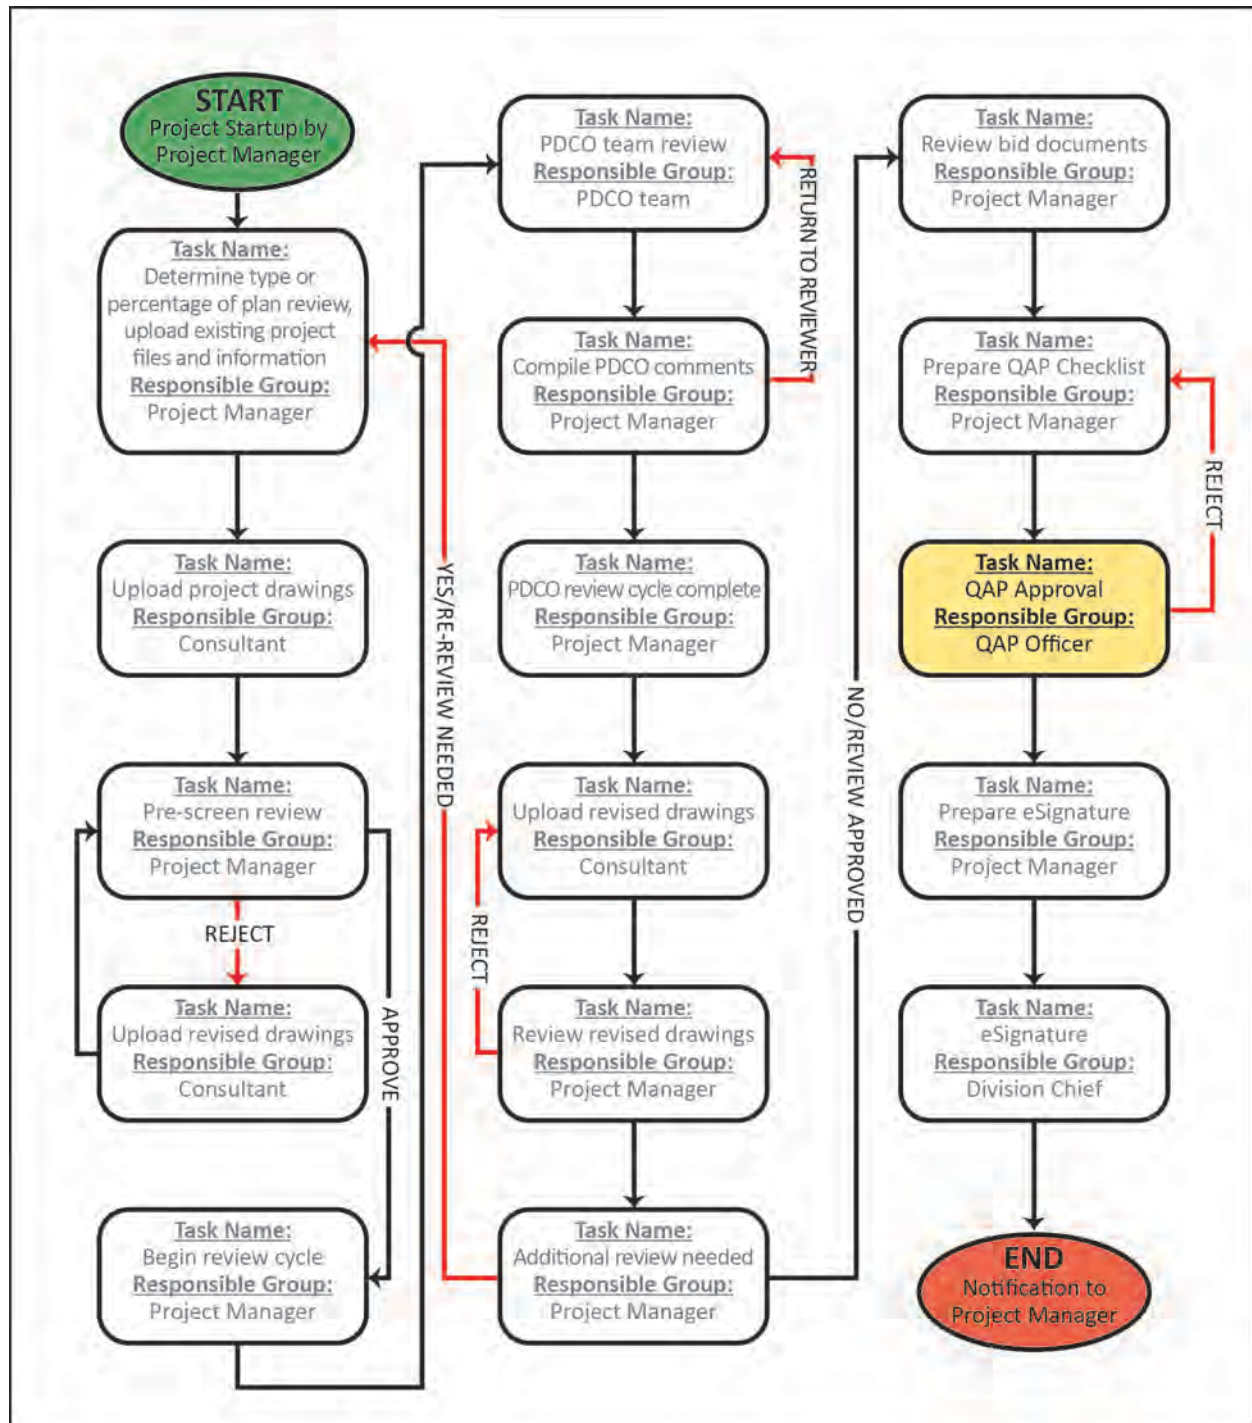 START
Project Startup by
Project Manager
Task Name:
Determine type or
percentage of plan review,
upload existing project
files and information
Responsible Group:
Project Manager
Task Name:
Upload project drawings
Responsible Group:
Consultant
Task Name:
Pre-screen review
Responsible Group:
Project Manager
REJECT
Task Name:
Upload revised drawings
Responsible Group:
Consultant
APPROVE
Task Name:
Begin review cycle
Responsible Group:
Project Manager
Task Name:
PDCO team review
Responsible Group:
PDCO team
RETURN TO REVIEWER
Task Name:
Compile PDCO comments
Responsible Group:
Project Manager
Task Name:
PDCO review cycle complete
Responsible Group:
Project Manager
YES/RE-REVIEW NEEDED
Task Name:
Upload revised drawings
Responsible Group:
Consultant
REJECT
Task Name:
Review revised drawings
Responsible Group:
Project Manager
Task Name:
Additional review needed
Responsible Group:
Project Manager
NO/REVIEW APPROVED
Task Name:
Review bid documents
Responsible Group:
Project Manager
Task Name:
Prepare QAP Checklist
Responsible Group:
Project Manager
REJECT
Task Name:
QAP Approval
Responsible Group:
QAP Officer
Task Name:
Prepare eSignature
Responsible Group:
Project Manager
Task Name:
eSignature
Responsible Group:
Division Chief
END
Notification to
Project Manager